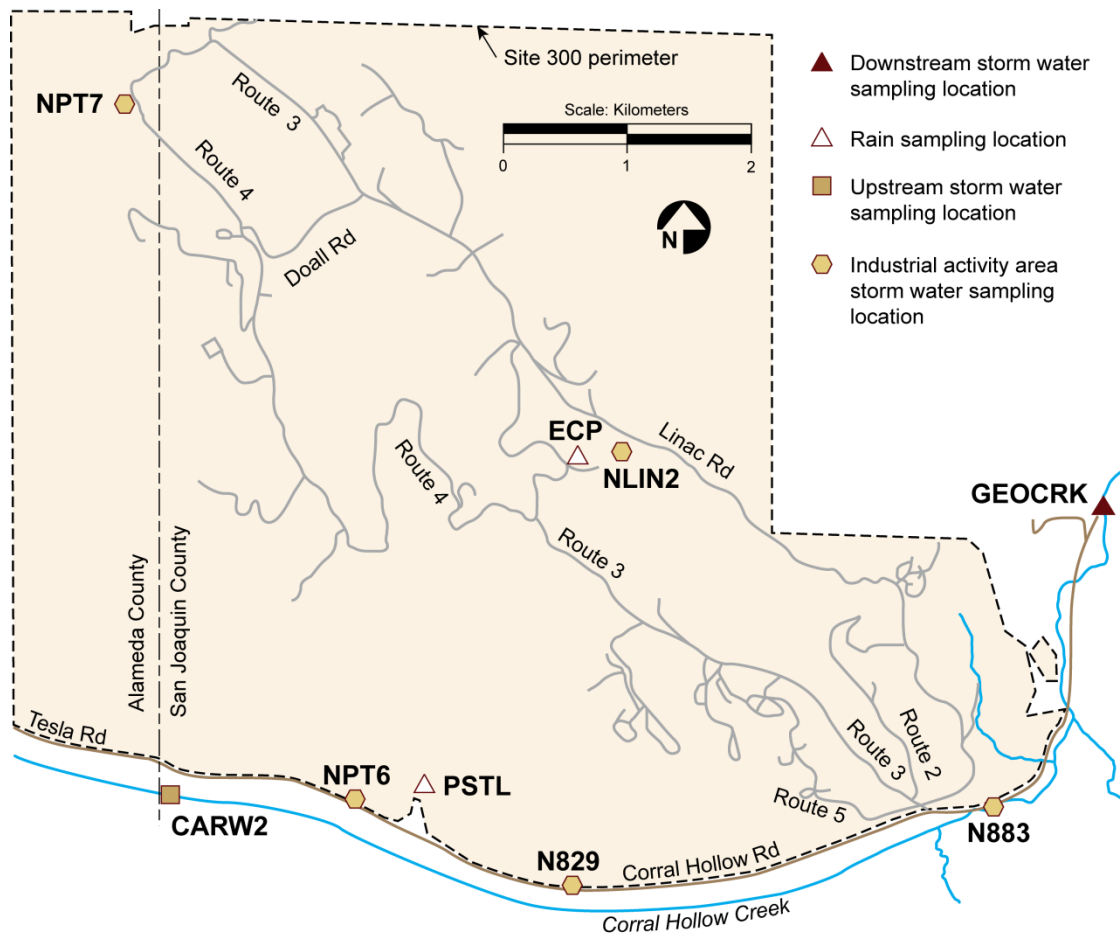 Site 300 perimeter
Downstream storm water
sampling location
Rain sampling location
Upstream storm water
sampling location
Industrial activity area
storm water sampling
location
Scale: Kilometers
0 1 2
N
NPT7
Route 3
Route 4
Doall Rd
ECP
NLIN2
Linac Rd
Route 4
GEOCRK
Route 3
Alameda County
San Joaquin County
Tesla Rd
NPT6
PSTL
CARW2
Route 3
Route 2
Route 5
N883
N829
Corral Hollow Rd
Corral Hollow Creek